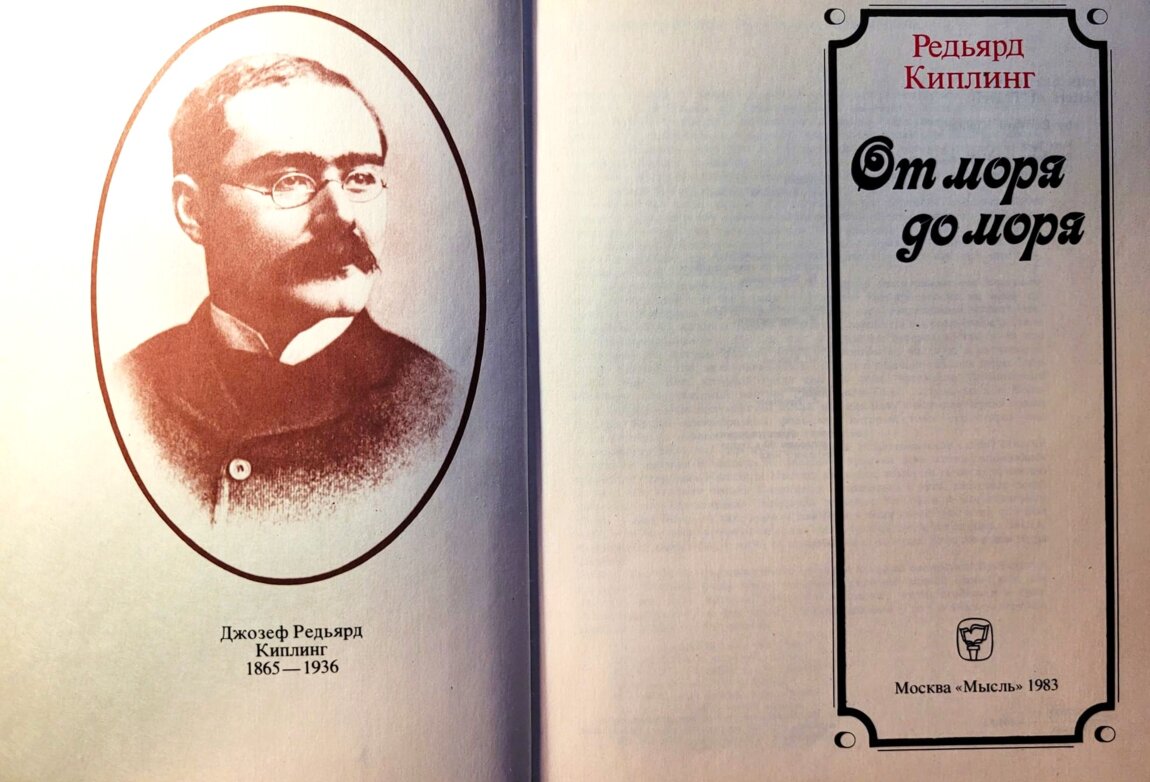 Джозеф Редьярд
Киплинг
1865—1936
Редьярд
Киплинг
От моря
до моря
Москва «Мысль» 1983